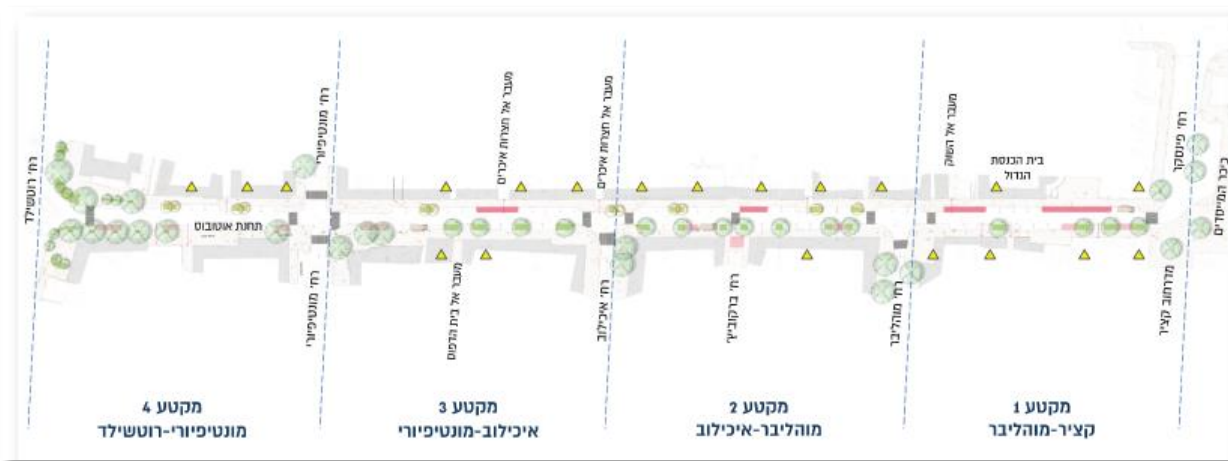 רח' רוטשילד
תחנת אוטובוס
רח' מונטיפיורי
רח' מונטיפיורי
מעבר אל חצרות איכרים
מעבר אל בית הדפוס
מעבר אל חצרות איכרים
רח' איכילוב
רח' ברקוביץ'
רח' מוהליבר
מעבר אל השוק
בית הכנסת
הגדול
רח' פינסקר
מדרחוב קציר
כיכר המייסדים
מקטע 1
קציר-מוהליבר
מקטע 2
מוהליבר-איכילוב
מקטע 3
איכילוב-מונטיפיורי
מקטע 4
מונטיפיורי-רוטשילד